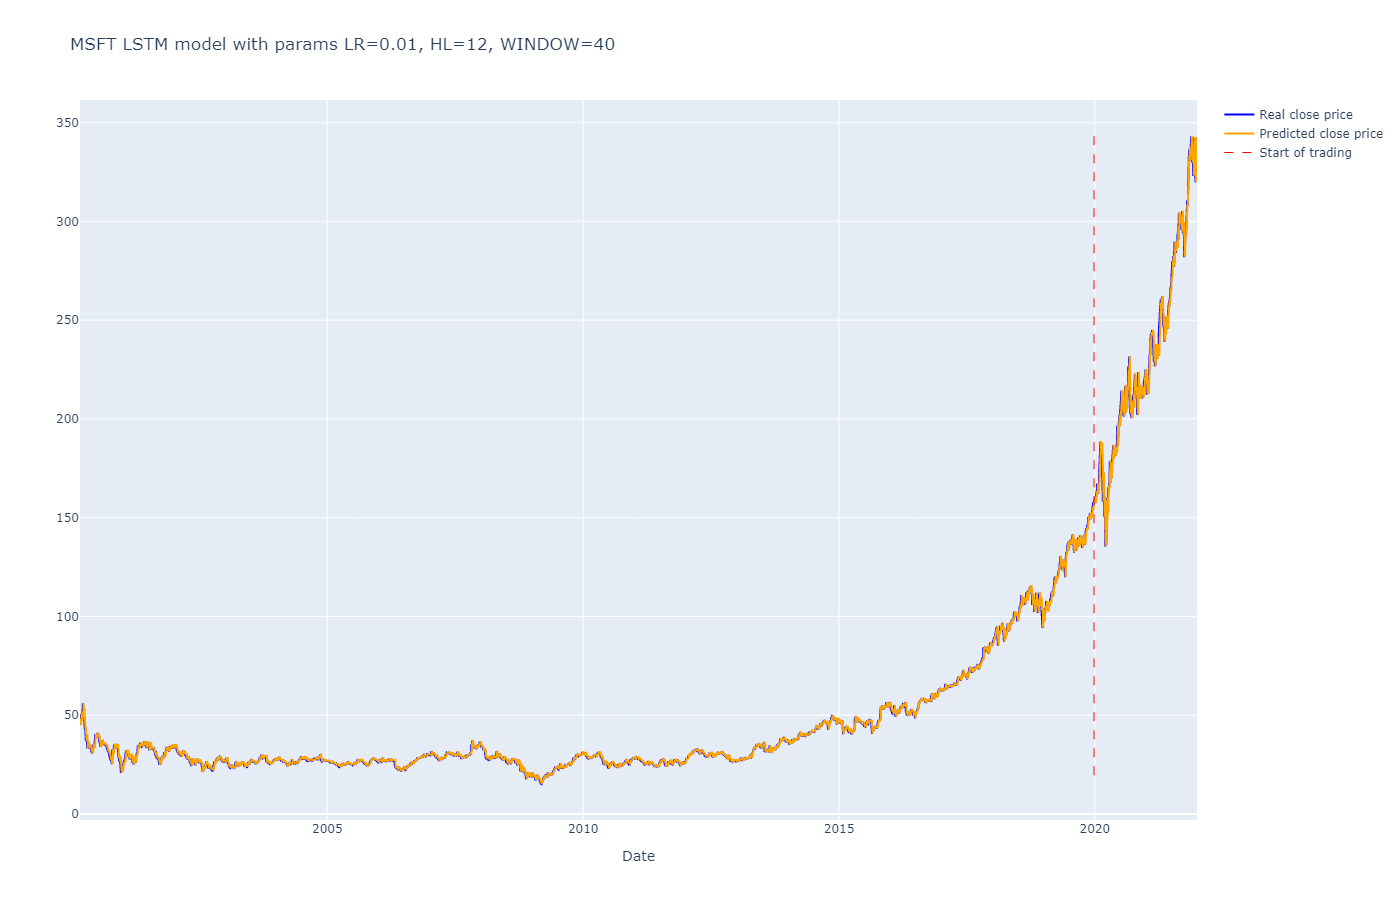 MSFT LSTM model with params LR=0.01, HL=12, WINDOW=40
350
300
250
200
150
100
50
0
2005
2010
2015
2020
Date
Real close price
Predicted close price
Start of trading